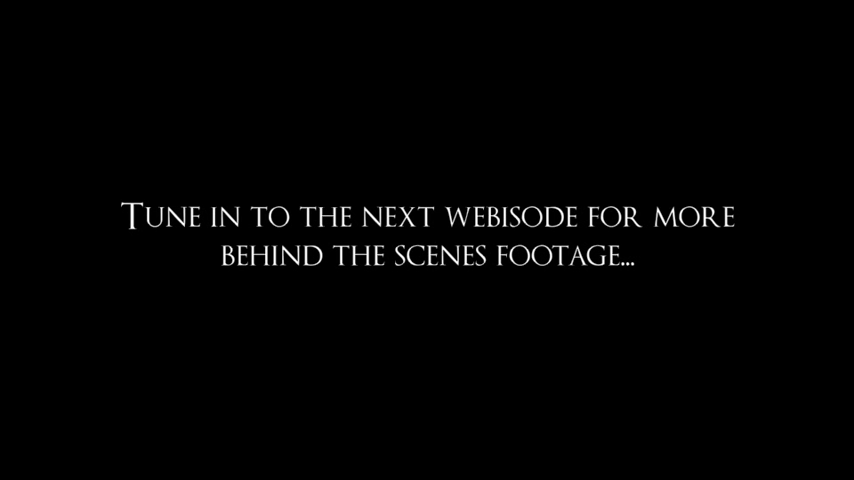 Tune in to the next webisode for more
behind the scenes footage...